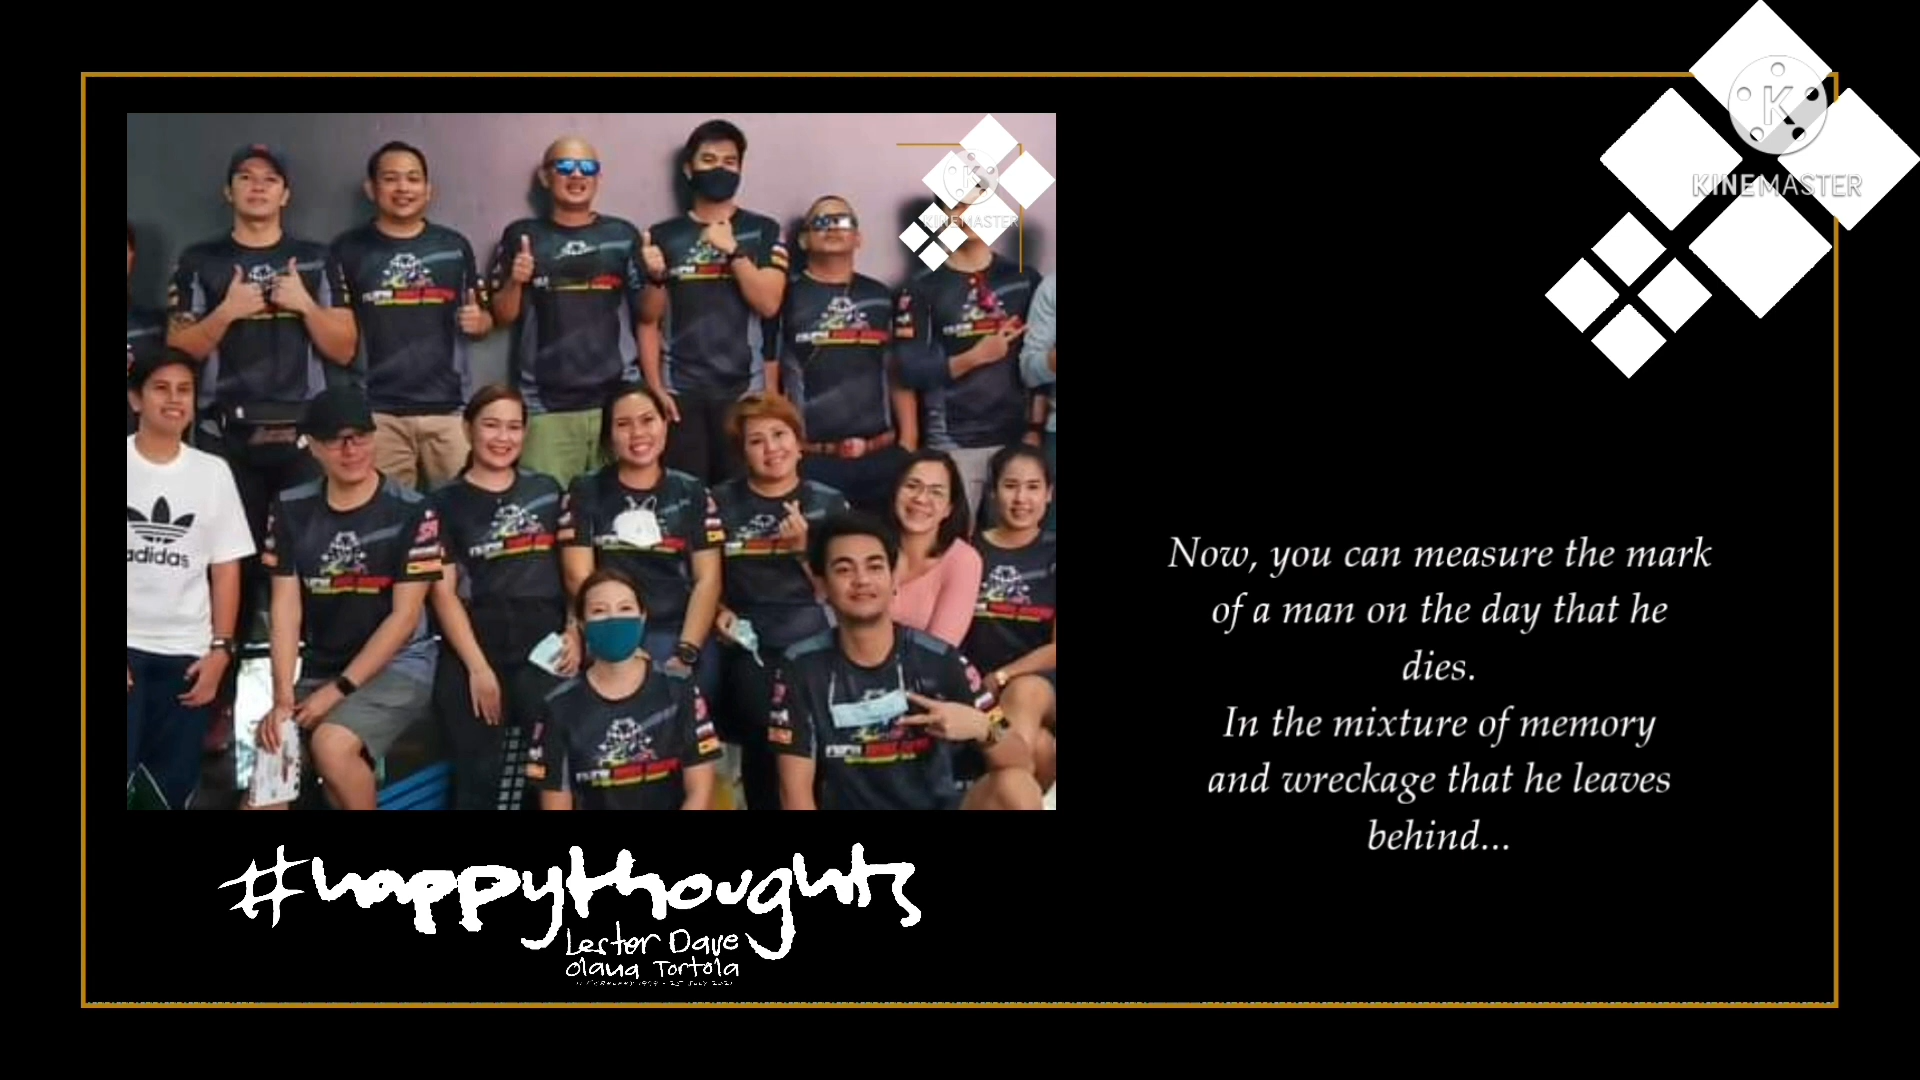 KINEMASTER
KINEMASTER
adidas
Now, you can measure the mark
of a man on the day that he
dies.
In the mixture of memory
and wreckage that he leaves
behind...
#happythoughts
Lester Dave
Olaua Tortola